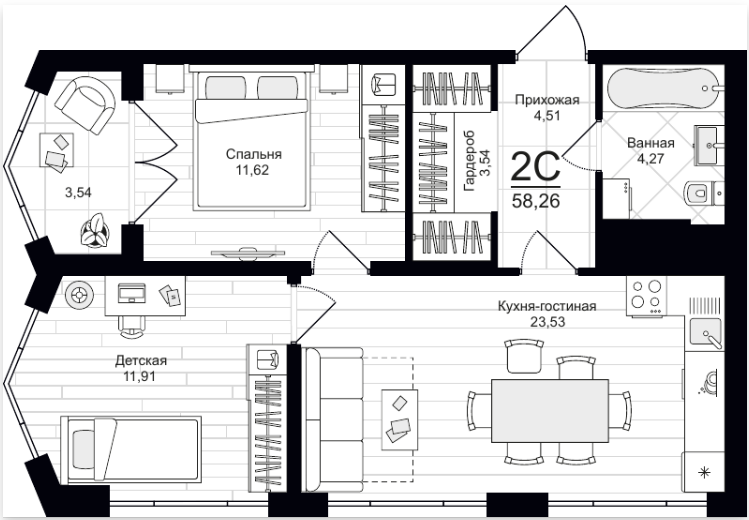 Прихожая
4,51
Ванная
4,27
Спальня
11,62
Гардероб
3,54
2С
58,26
3,54
Кухня-гостиная
23,53
Детская
11,91